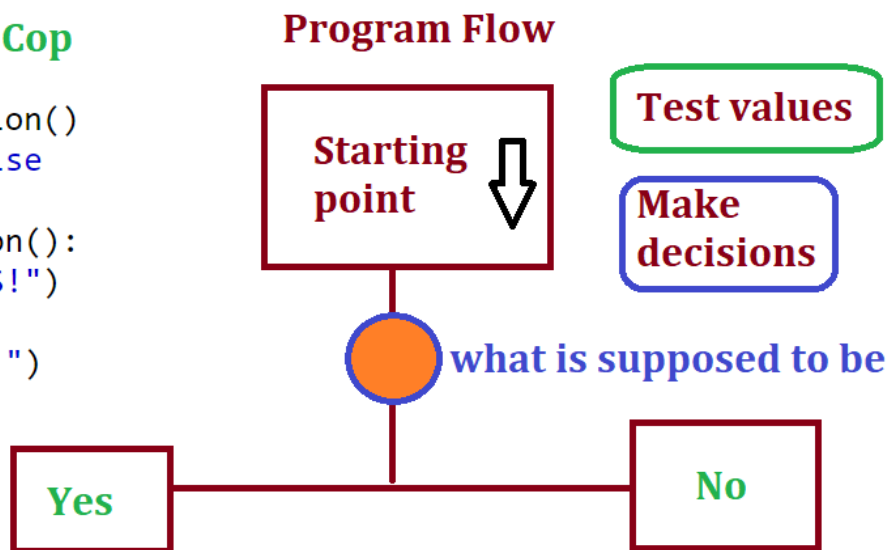 Cop
Program Flow
Test values
Starting
point
Make
decisions
on()
se
on():
!")
")
what is supposed to be
Yes
No